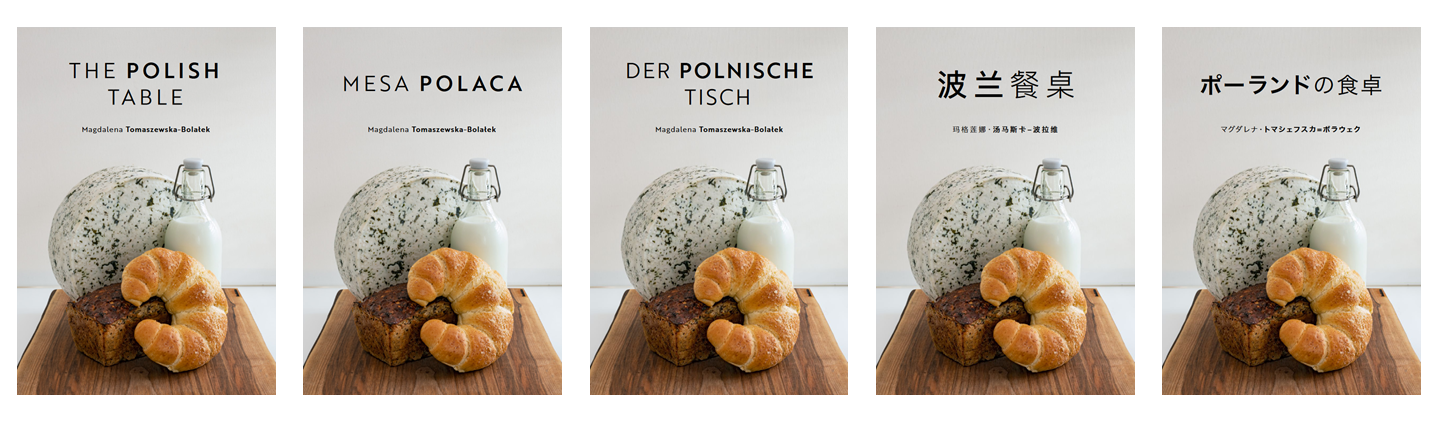 THE POLISH
TABLE
Magdalena Tomaszewska-Bolałek
MESA POLACA
Magdalena Tomaszewska-Bolałek
DER POLNISCHE
TISCH
Magdalena Tomaszewska-Bolałek
波兰餐桌
玛格莲娜·汤马斯卡–波拉维
ポーランドの食卓
マグダレナ・トマシェフスカ=ボラウェク